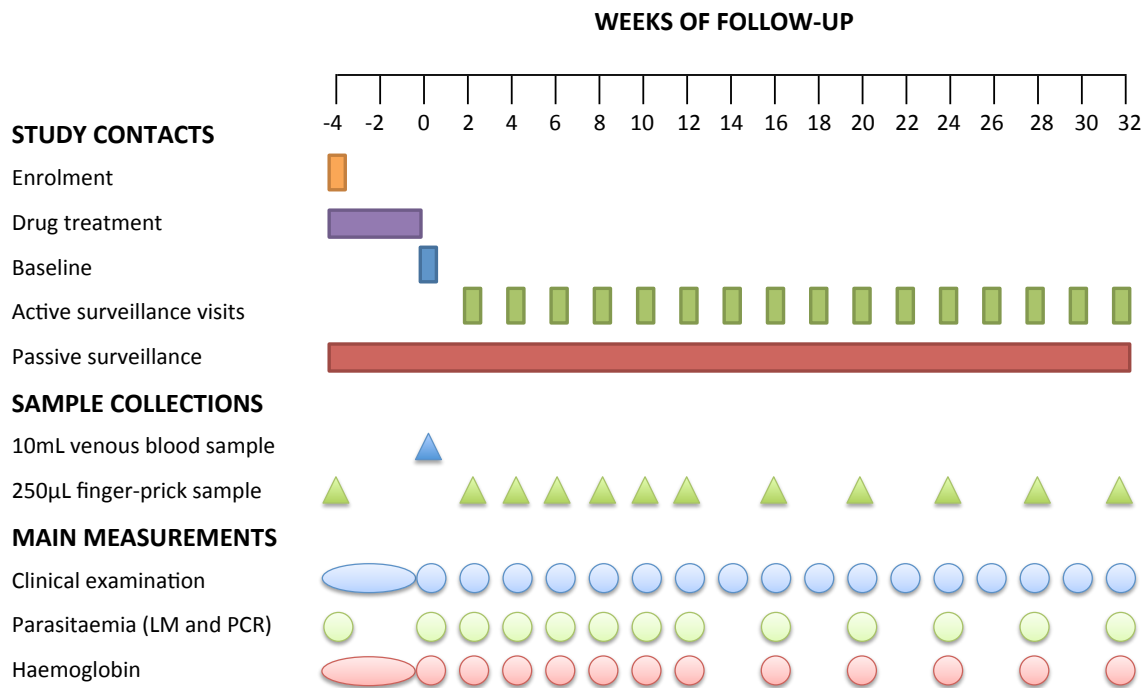 WEEKS OF FOLLOW-UP
-4 -2 0 2 4 6 8 10 12 14 16 18 20 22 24 26 28 30 32
STUDY CONTACTS
Enrolment
Drug treatment
Baseline
Active surveillance visits
Passive surveillance
SAMPLE COLLECTIONS
10mL venous blood sample
250µL finger-prick sample
MAIN MEASUREMENTS
Clinical examination
Parasitaemia (LM and PCR)
Haemoglobin